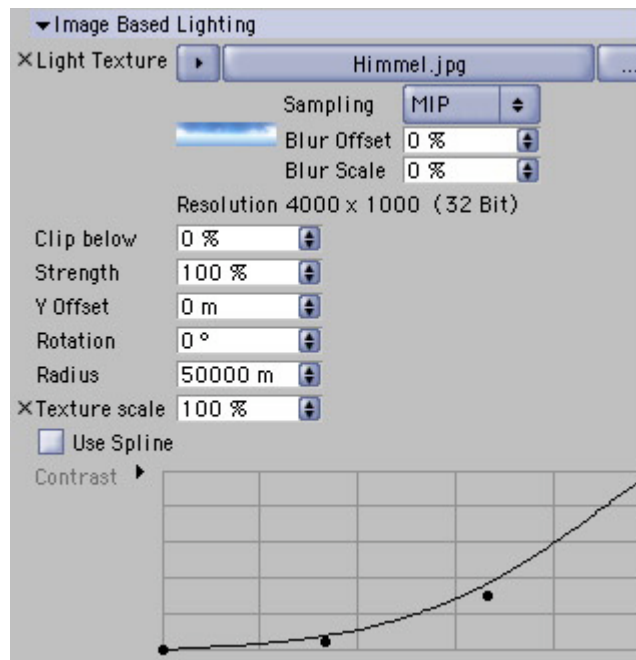 Image Based Lighting
Light Texture Himmel.jpg ...
Sampling MIP
Blur Offset 0 %
Blur Scale 0 %
Resolution 4000 x 1000 (32 Bit)
Clip below 0 %
Strength 100 %
Y Offset 0 m
Rotation 0 °
Radius 50000 m
Texture scale 100 %
Use Spline
Contrast